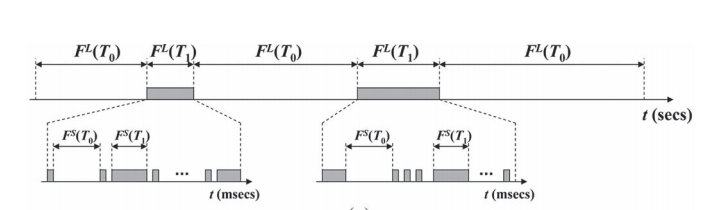 F^L(T_0) F^L(T_1) F^L(T_0) F^L(T_1) F^L(T_0)
t (secs)
F^S(T_0) F^S(T_1) F^S(T_0) F^S(T_1)
... ...
t (msecs) t (msecs)